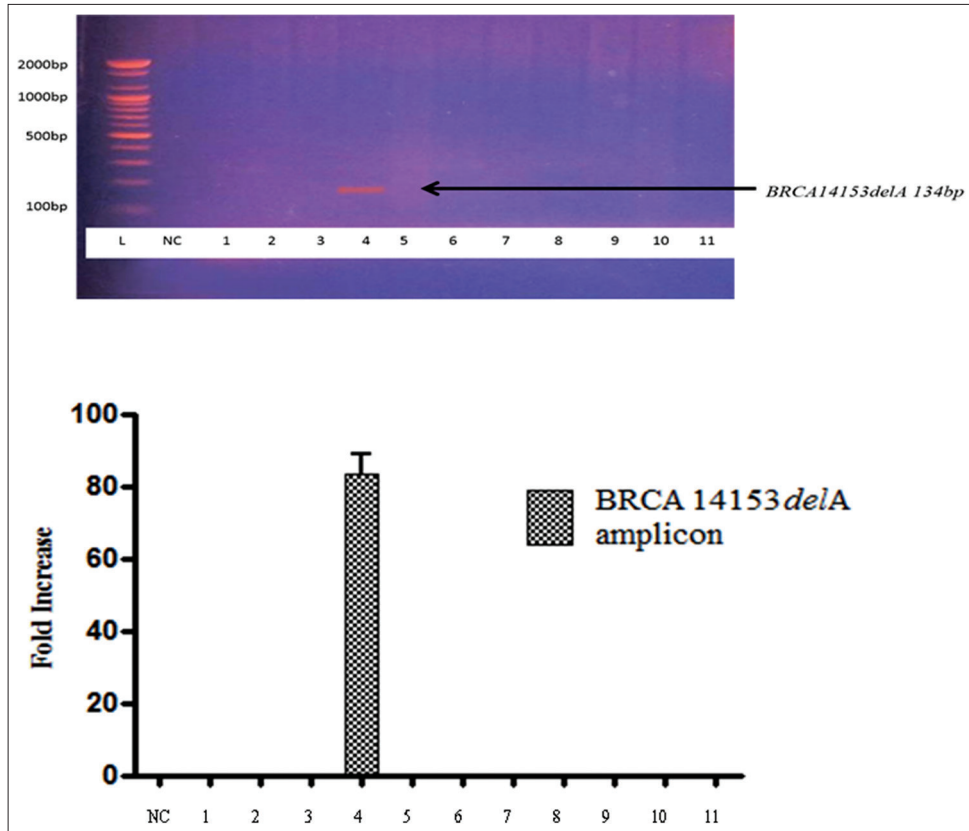 2000bp
1000bp
500bp
100bp
BRCA14153delA 134bp
L NC 1 2 3 4 5 6 7 8 9 10 11
100
80
60
40
20
0
Fold Increase
BRCA 14153delA
amplicon
NC 1 2 3 4 5 6 7 8 9 10 11